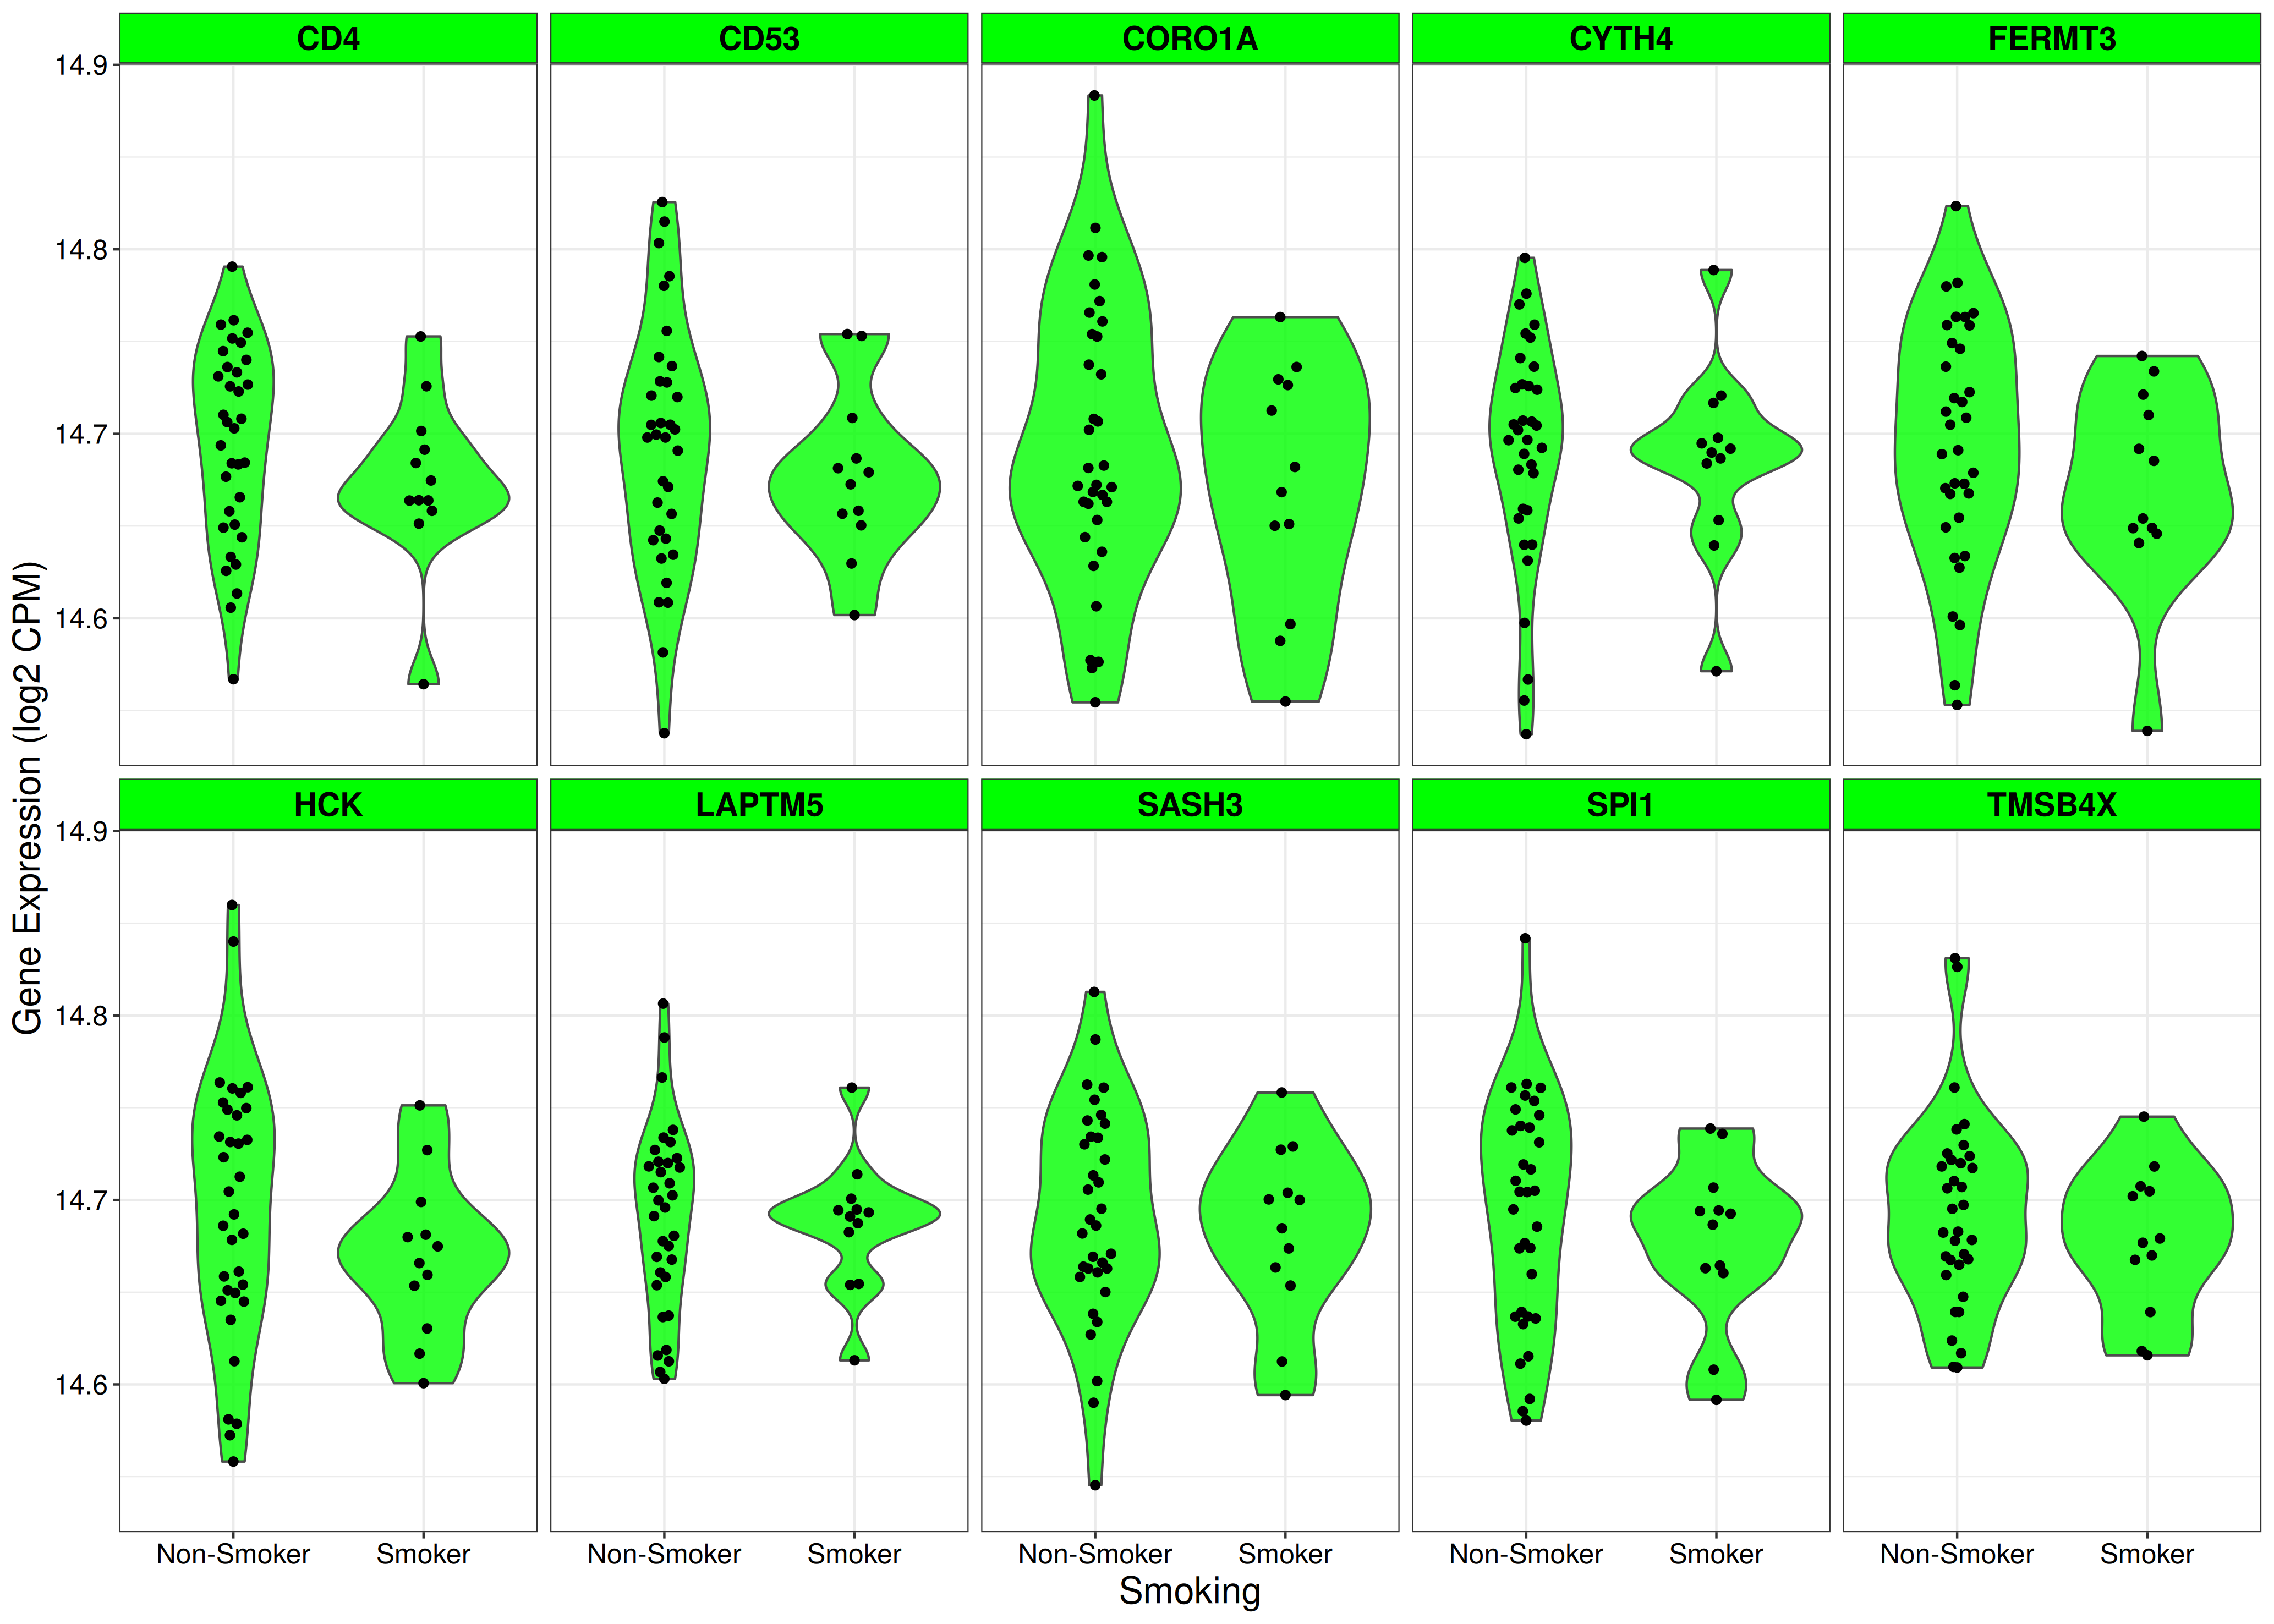 CD4 CD53 CORO1A CYTH4 FERMT3
14.9
14.8
14.7
14.6
HCK LAPTM5 SASH3 SPI1 TMSB4X
14.9
14.8
14.7
14.6
Gene Expression (log2 CPM)
Non-Smoker Smoker Non-Smoker Smoker Non-Smoker Smoker Non-Smoker Smoker Non-Smoker Smoker
Smoking